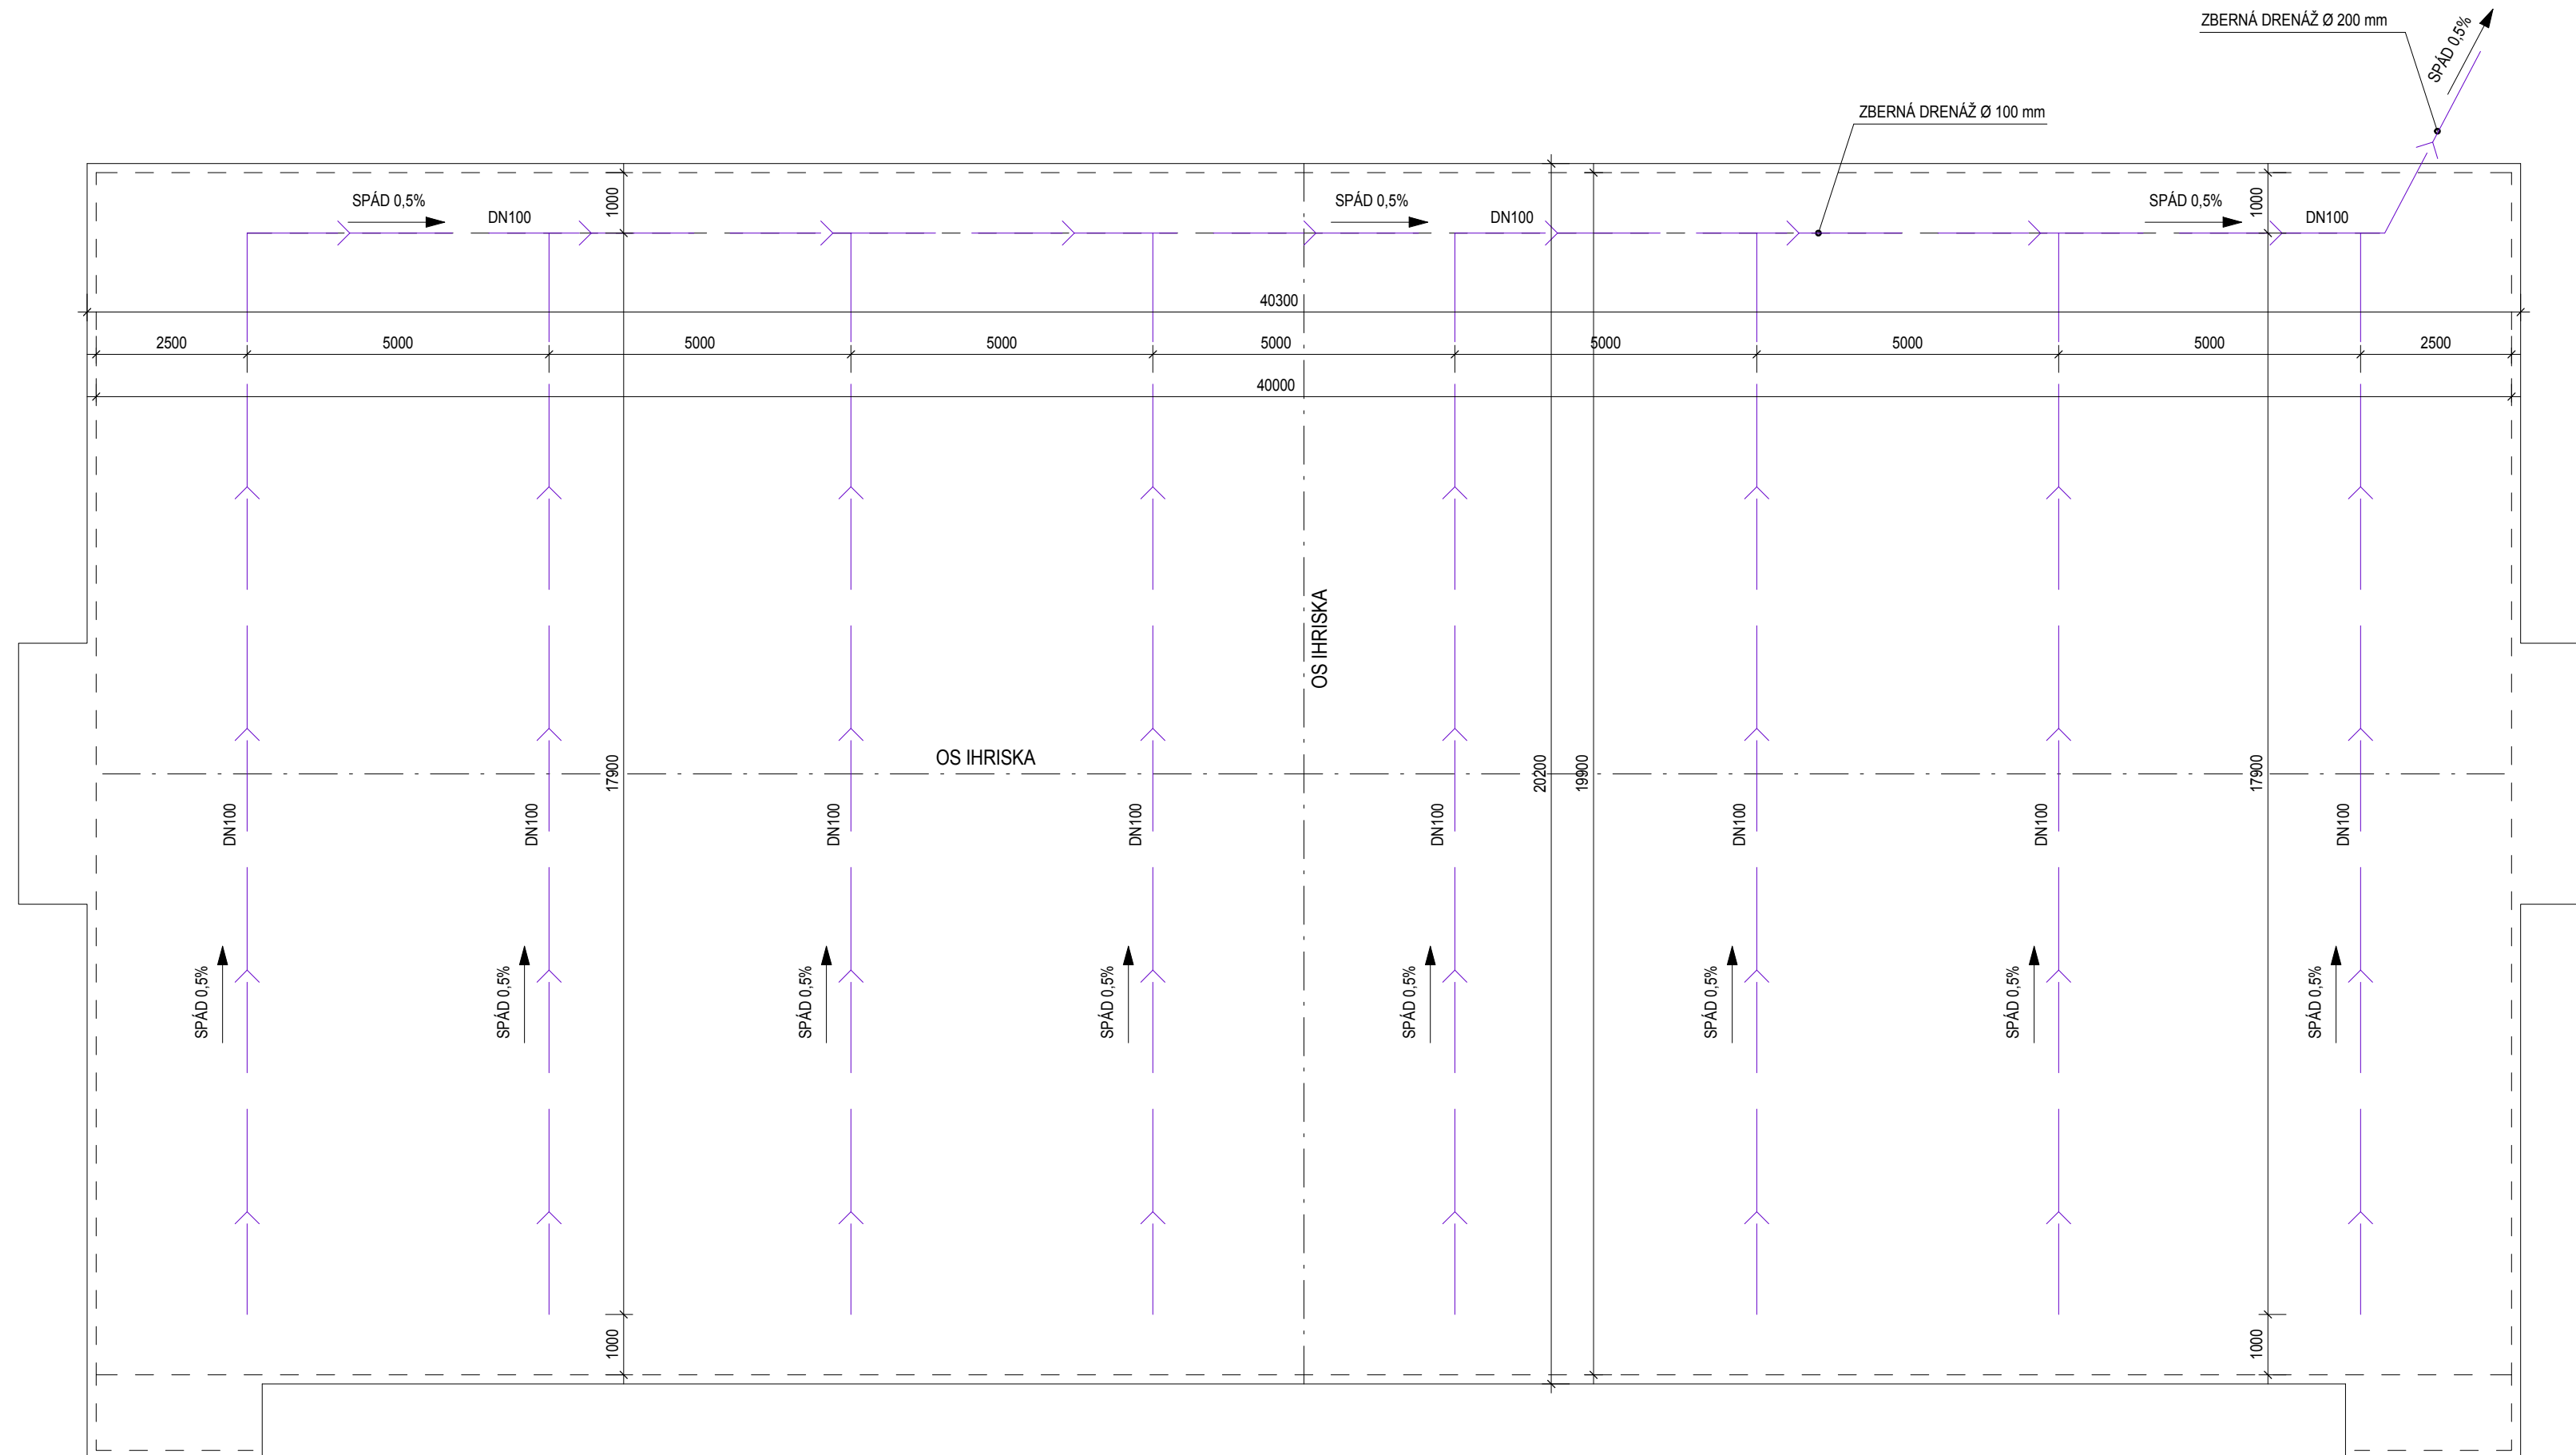 ZBERNÁ DRENÁŽ Ø 200 mm
SPÁD 0,5%
ZBERNÁ DRENÁŽ Ø 100 mm
SPÁD 0,5%
DN100
1000
SPÁD 0,5%
DN100
SPÁD 0,5%
1000
DN100
40300
2500
5000
5000
5000
5000
5000
5000
5000
2500
40000
OS IHRISKA
OS IHRISKA
17900
20200
19900
17900
DN100
DN100
DN100
DN100
DN100
DN100
DN100
DN100
SPÁD 0,5%
SPÁD 0,5%
SPÁD 0,5%
SPÁD 0,5%
SPÁD 0,5%
SPÁD 0,5%
SPÁD 0,5%
SPÁD 0,5%
1000
1000